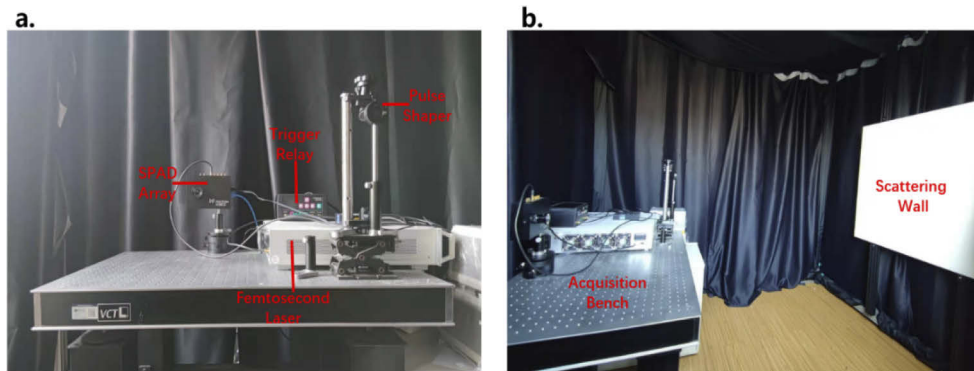 a.
b.
Pulse
Shaper
Trigger
Relay
SPAD
Array
Femtosecond
Laser
VCT
Scattering
Wall
Acquisition
Bench